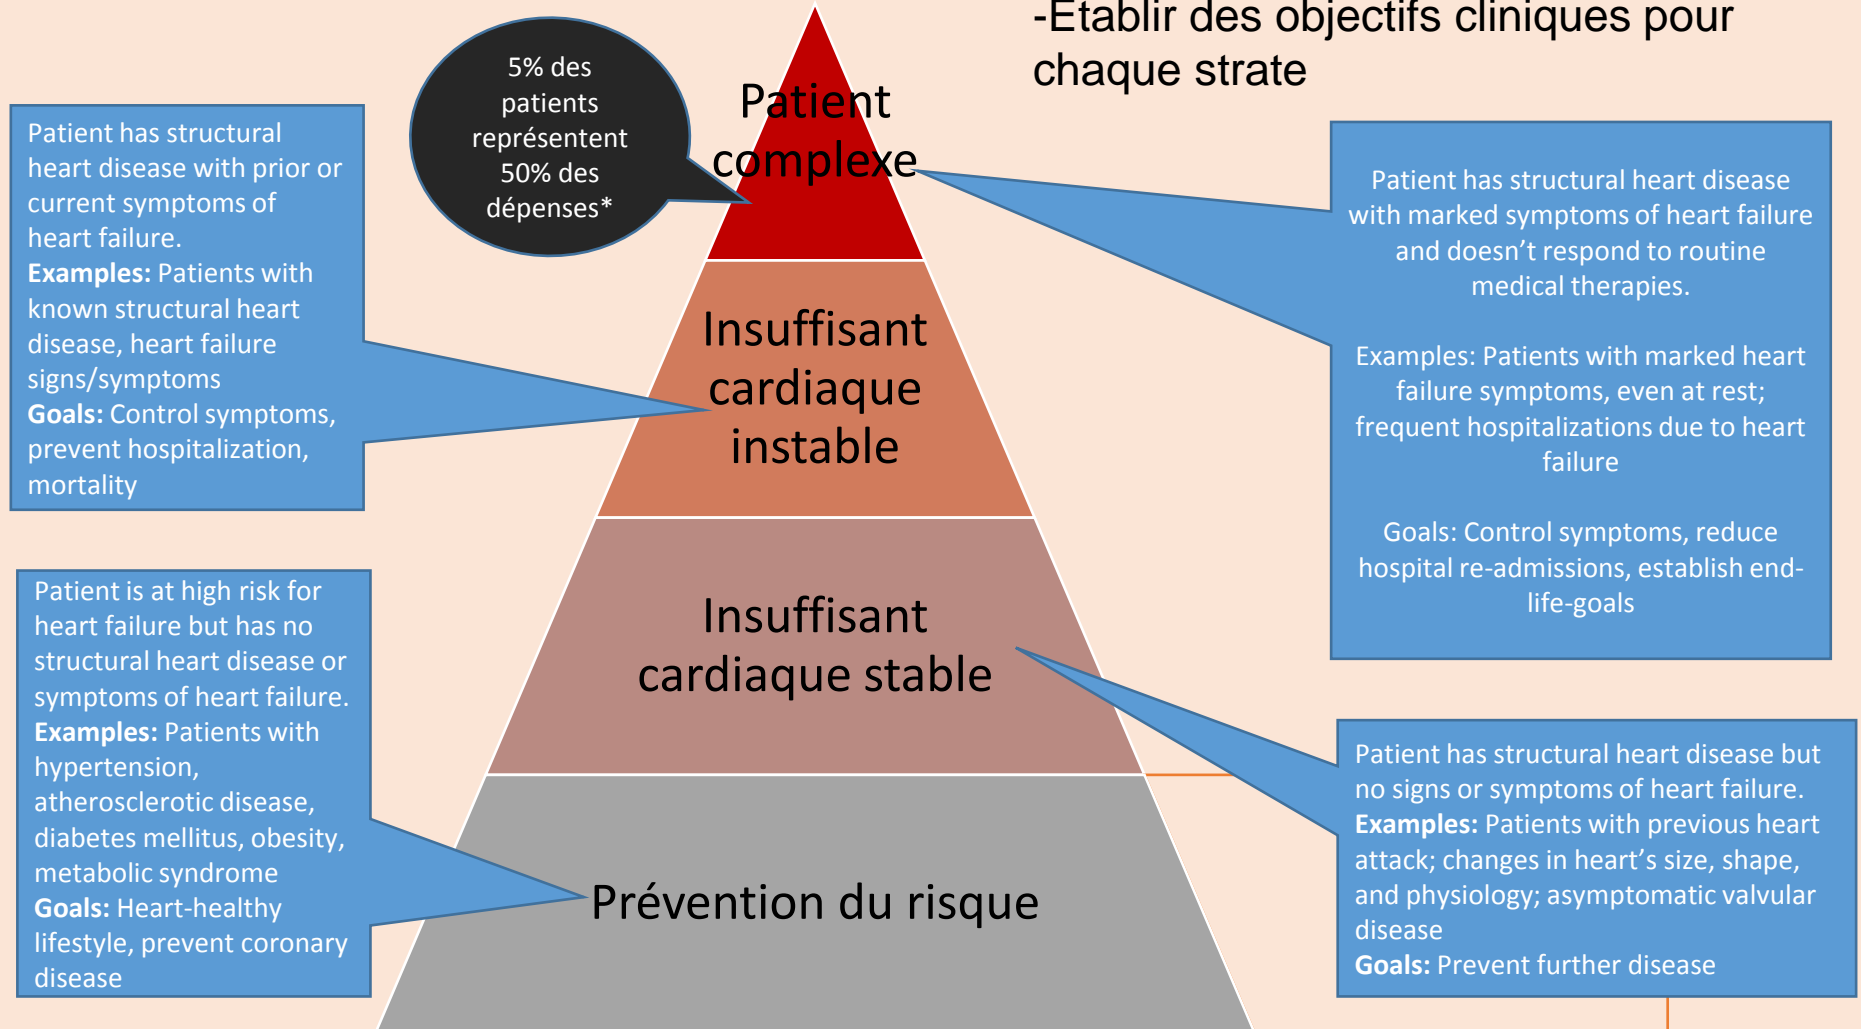 -Etablir des objectifs cliniques pour
chaque strate
5% des
patients
représentent
50% des
dépenses*
Patient
complexe
Patient has structural
heart disease with prior or
current symptoms of
heart failure.
Examples: Patients with
known structural heart
disease, heart failure
signs/symptoms
Goals: Control symptoms,
prevent hospitalization,
mortality
Patient has structural heart disease
with marked symptoms of heart failure
and doesn’t respond to routine
medical therapies.
Examples: Patients with marked heart
failure symptoms, even at rest;
frequent hospitalizations due to heart
failure
Goals: Control symptoms, reduce
hospital re-admissions, establish end-
life-goals
Insuffisant
cardiaque
instable
Insuffisant
cardiaque stable
Patient is at high risk for
heart failure but has no
structural heart disease or
symptoms of heart failure.
Examples: Patients with
hypertension,
atherosclerotic disease,
diabetes mellitus, obesity,
metabolic syndrome
Goals: Heart-healthy
lifestyle, prevent coronary
disease
Patient has structural heart disease but
no signs or symptoms of heart failure.
Examples: Patients with previous heart
attack; changes in heart’s size, shape,
and physiology; asymptomatic valvular
disease
Goals: Prevent further disease
Prévention du risque